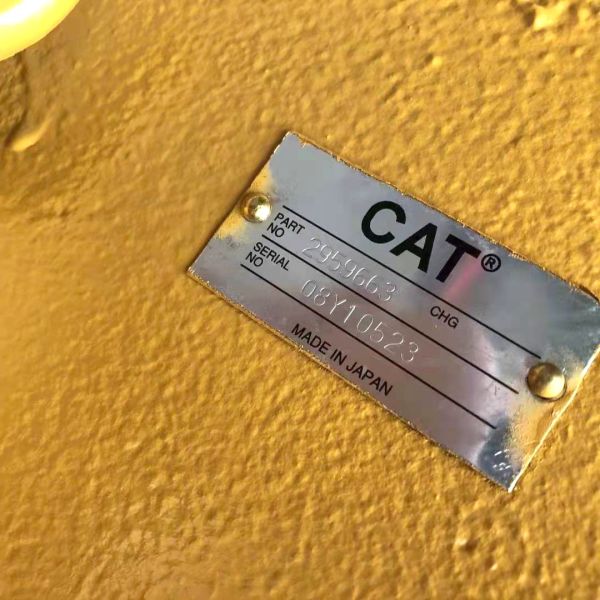 CAT®
PART NO 2959663 CHG
SERIAL NO 08Y10523
MADE IN JAPAN